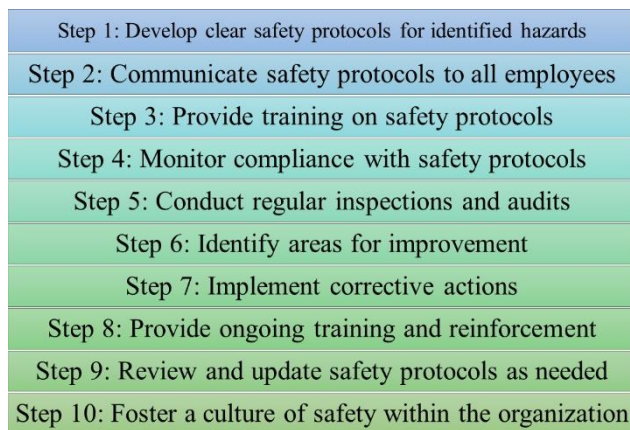 Step 1: Develop clear safety protocols for identified hazards
Step 2: Communicate safety protocols to all employees
Step 3: Provide training on safety protocols
Step 4: Monitor compliance with safety protocols
Step 5: Conduct regular inspections and audits
Step 6: Identify areas for improvement
Step 7: Implement corrective actions
Step 8: Provide ongoing training and reinforcement
Step 9: Review and update safety protocols as needed
Step 10: Foster a culture of safety within the organization